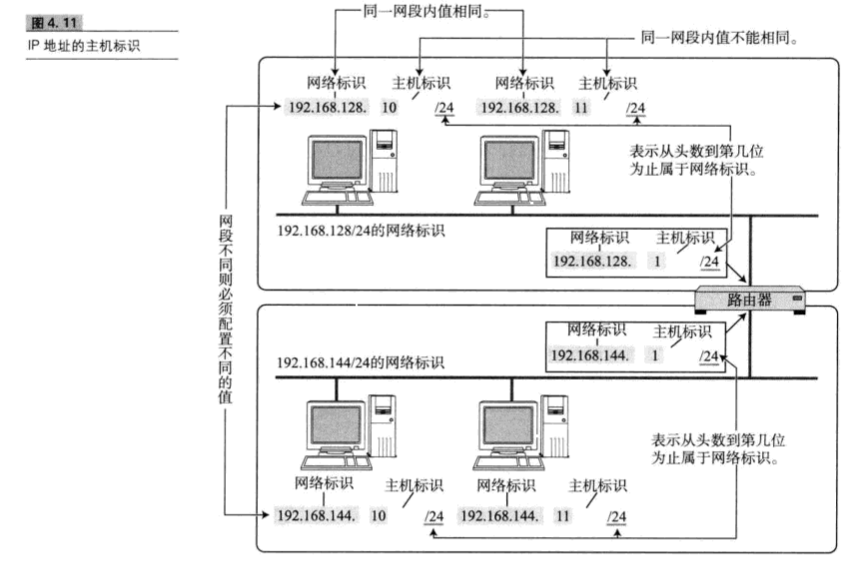 图4.11
IP 地址的主机标识
同一网段内值相同。
同一网段内值不能相同。
网络标识 主机标识 网络标识 主机标识
192.168.128. 10 /24 192.168.128. 11 /24
表示从头数到第几位
为止属于网络标识。
192.168.128/24的网络标识
网络标识 主机标识
192.168.128. 1 /24
网段不同则必须配置不同的值
路由器
网络标识 主机标识
192.168.144. 1 /24
192.168.144/24的网络标识
表示从头数到第几位
为止属于网络标识。
网络标识 主机标识 网络标识 主机标识
192.168.144. 10 /24 192.168.144. 11 /24